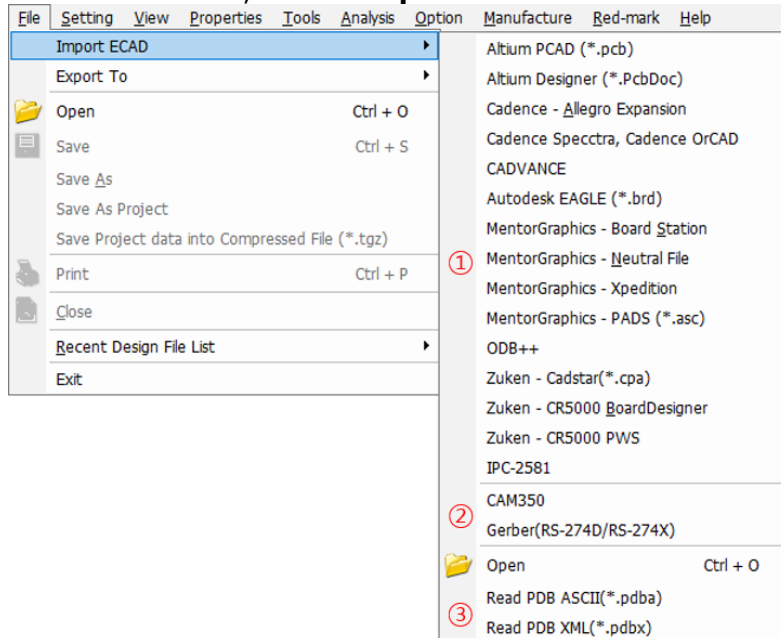 File Setting View Properties Tools Analysis Option Manufacture Red-mark Help
Import ECAD
Export To
Open Ctrl + O
Save Ctrl + S
Save As
Save As Project
Save Project data into Compressed File (*.tgz)
Print Ctrl + P
Close
Recent Design File List
Exit
Altium PCAD (*.pcb)
Altium Designer (*.PcbDoc)
Cadence - Allegro Expansion
Cadence Specctra, Cadence OrCAD
CADVANCE
Autodesk EAGLE (*.brd)
MentorGraphics - Board Station
① MentorGraphics - Neutral File
MentorGraphics - Xpedition
MentorGraphics - PADS (*.asc)
ODB++
Zuken - Cadstar(*.cpa)
Zuken - CR5000 BoardDesigner
Zuken - CR5000 PWS
IPC-2581
CAM350
②
Gerber(RS-274D/RS-274X)
Open Ctrl + O
Read PDB ASCII(*.pdba)
③
Read PDB XML(*.pdbx)